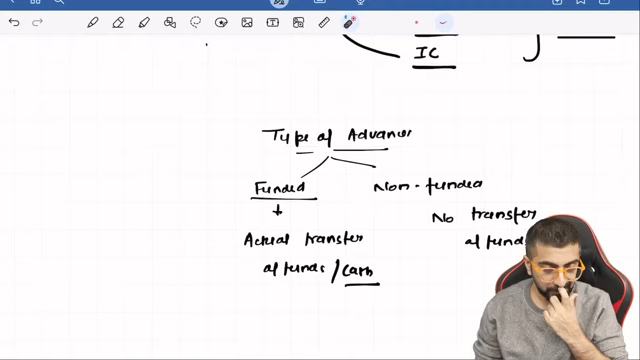 IC
Type of Advances
Funded
Non-funded
Actual transfer
of funds / Cash
No transfer
of funds